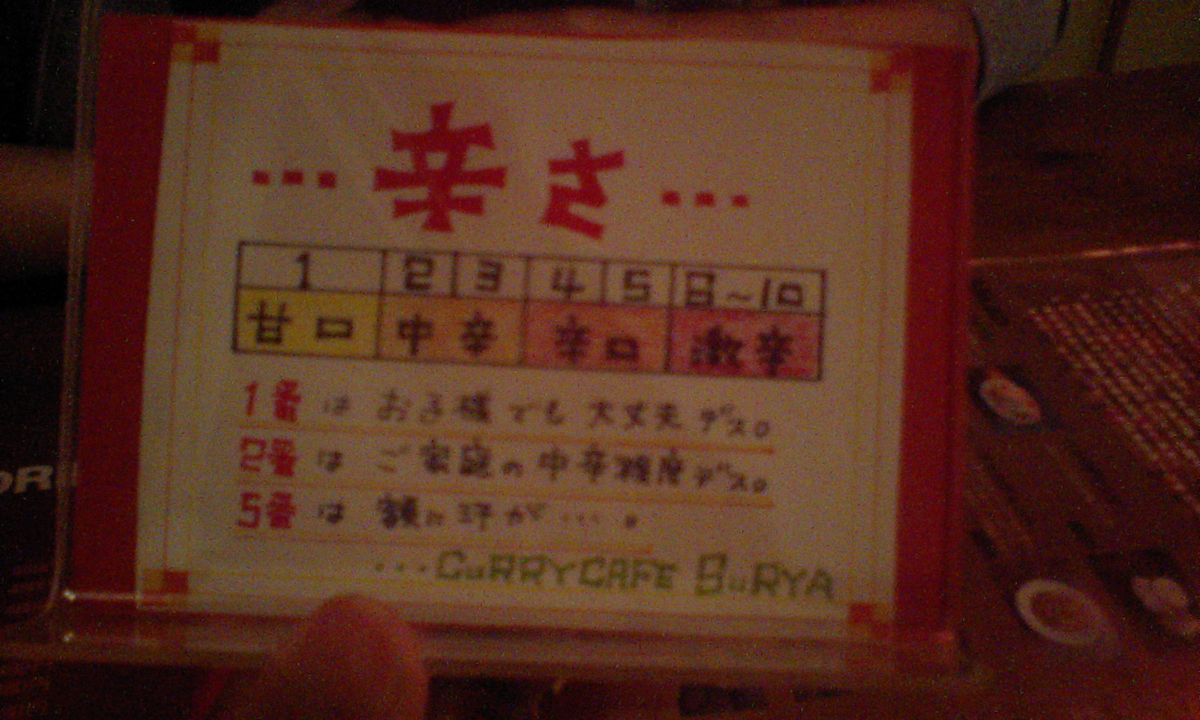 …辛さ…
1 2 3 4 5 8~10
甘口 中辛 辛口 激辛
1番は お子様でも 大丈夫デス。
2番は ご家庭の中辛程度デス。
5番は 額に汗が…。
…CuRRYCAFE SuRYA